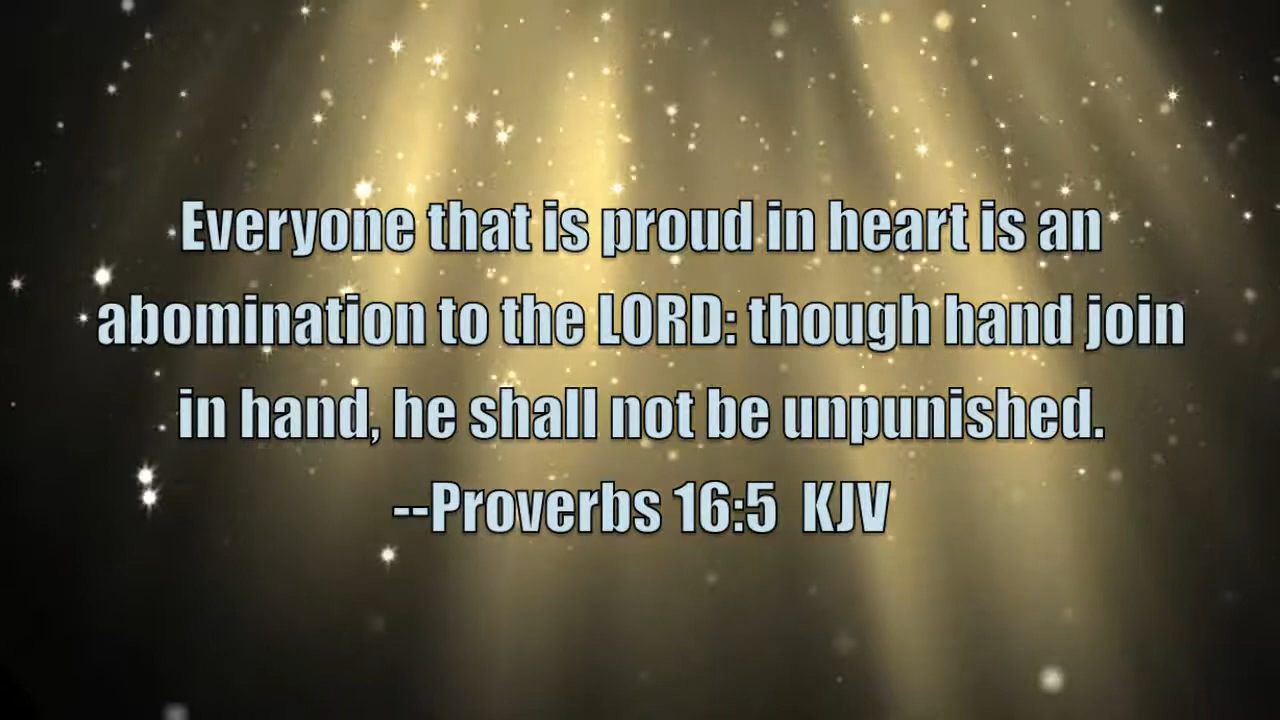 Everyone that is proud in heart is an
abomination to the LORD: though hand join
in hand, he shall not be unpunished.
--Proverbs 16:5  KJV